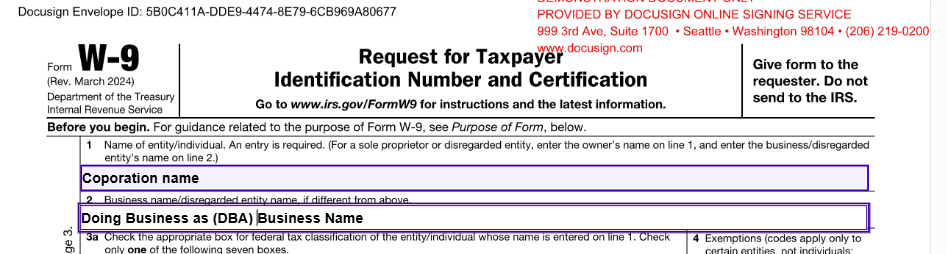 Docusign Envelope ID: 5B0C411A-DDE9-4474-8E79-6CB969A80677
DEMONSTRATION DOCUMENT ONLY
PROVIDED BY DOCUSIGN ONLINE SIGNING SERVICE
999 3rd Ave, Suite 1700 • Seattle • Washington 98104 • (206) 219-0200
www.docusign.com
Form W-9
(Rev. March 2024)
Department of the Treasury
Internal Revenue Service
Request for Taxpayer
Identification Number and Certification
Go to www.irs.gov/FormW9 for instructions and the latest information.
Give form to the
requester. Do not
send to the IRS.
Before you begin. For guidance related to the purpose of Form W-9, see Purpose of Form, below.
1 Name of entity/individual. An entry is required. (For a sole proprietor or disregarded entity, enter the owner's name on line 1, and enter the business/disregarded
entity's name on line 2.)
Coporation name
2 Business name/disregarded entity name, if different from above.
Doing Business as (DBA) Business Name
ge 3.
3a Check the appropriate box for federal tax classification of the entity/individual whose name is entered on line 1. Check
only one of the following seven boxes.
4 Exemptions (codes apply only to
certain entities, not individuals;